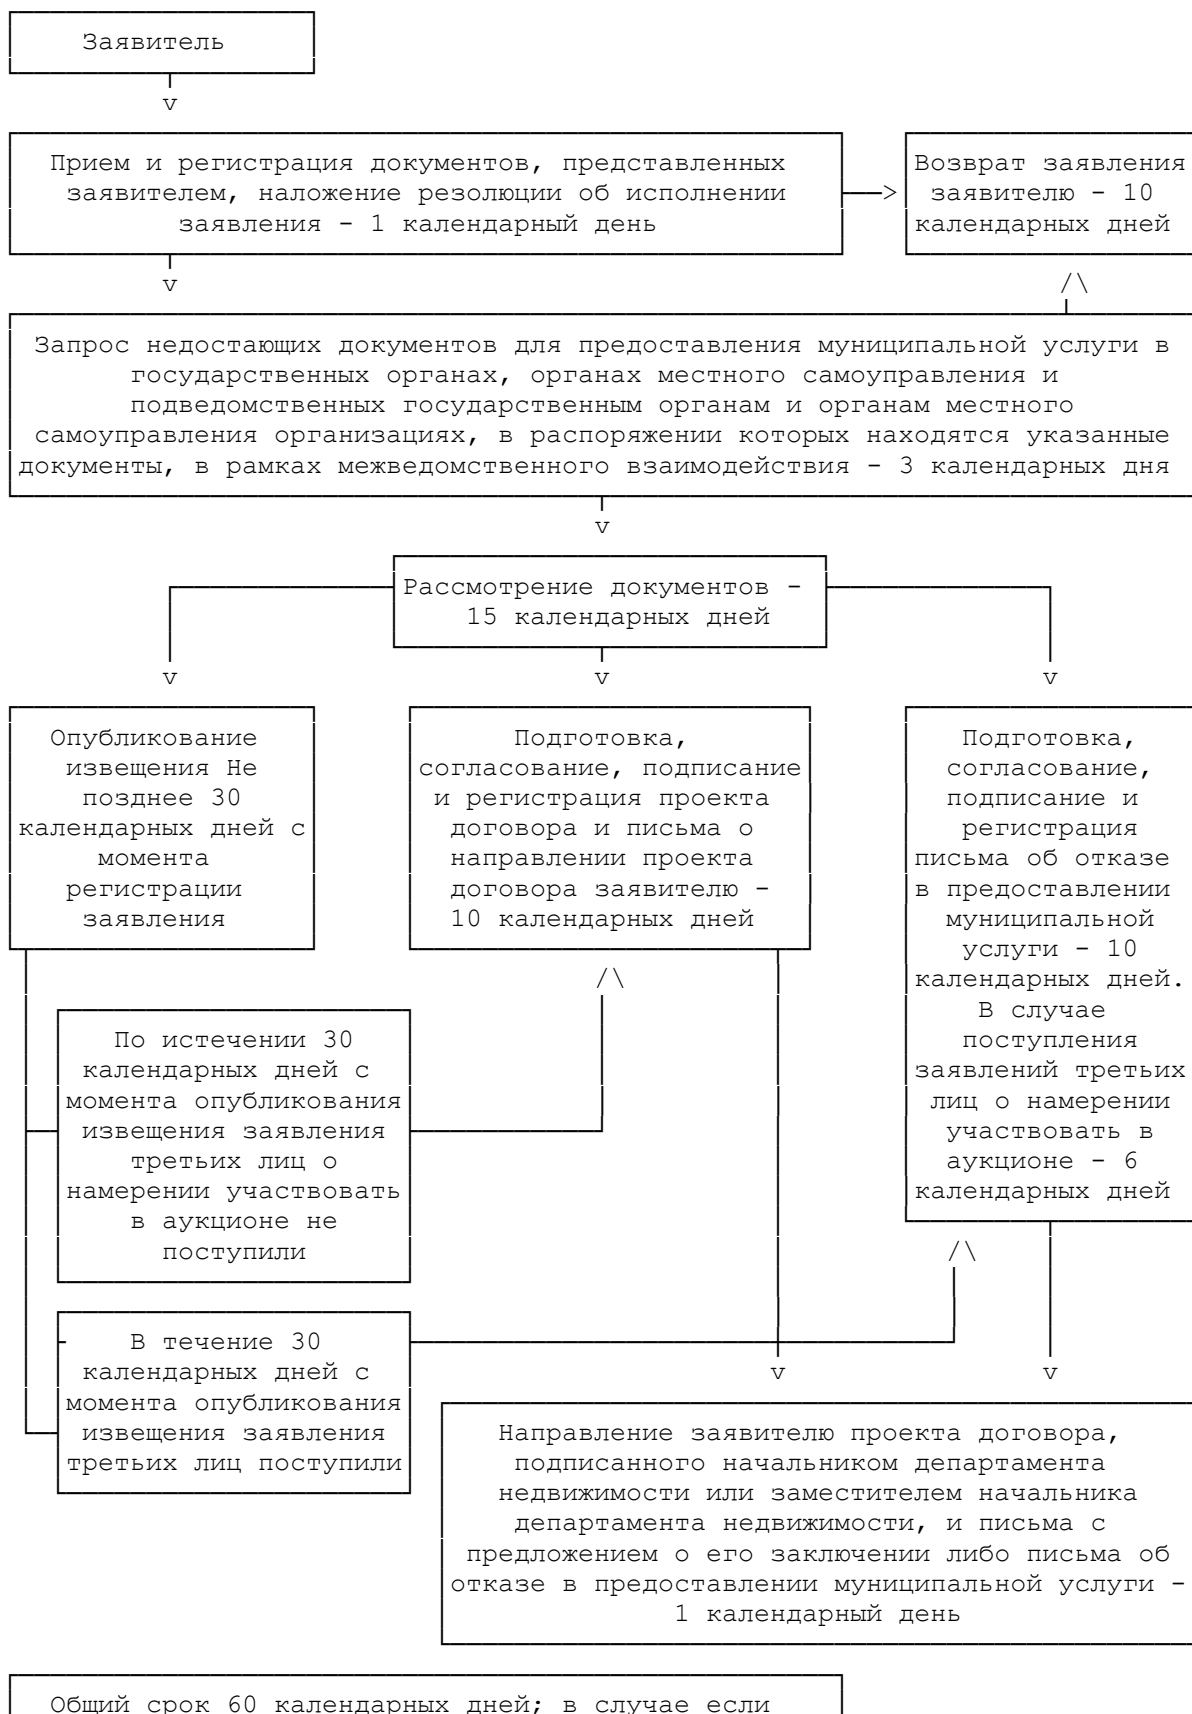 Заявитель
Прием и регистрация документов, представленных
заявителем, наложение резолюции об исполнении
заявления - 1 календарный день
Возврат заявления
заявителю - 10
календарных дней
Запрос недостающих документов для предоставления муниципальной услуги в
государственных органах, органах местного самоуправления и
подведомственных государственным органам и органам местного
самоуправления организациях, в распоряжении которых находятся указанные
документы, в рамках межведомственного взаимодействия - 3 календарных дня
Рассмотрение документов -
15 календарных дней
Опубликование
извещения Не
позднее 30
календарных дней с
момента
регистрации
заявления
Подготовка,
согласование, подписание
и регистрация проекта
договора и письма о
направлении проекта
договора заявителю -
10 календарных дней
Подготовка,
согласование,
подписание и
регистрация
письма об отказе
в предоставлении
муниципальной
услуги - 10
календарных дней.
В случае
поступления
заявлений третьих
лиц о намерении
участвовать в
аукционе - 6
календарных дней
По истечении 30
календарных дней с
момента опубликования
извещения заявления
третьих лиц о
намерении участвовать
в аукционе не
поступили
В течение 30
календарных дней с
момента опубликования
извещения заявления
третьих лиц поступили
Направление заявителю проекта договора,
подписанного начальником департамента
недвижимости или заместителем начальника
департамента недвижимости, и письма с
предложением о его заключении либо письма об
отказе в предоставлении муниципальной услуги -
1 календарный день
Общий срок 60 календарных дней; в случае если